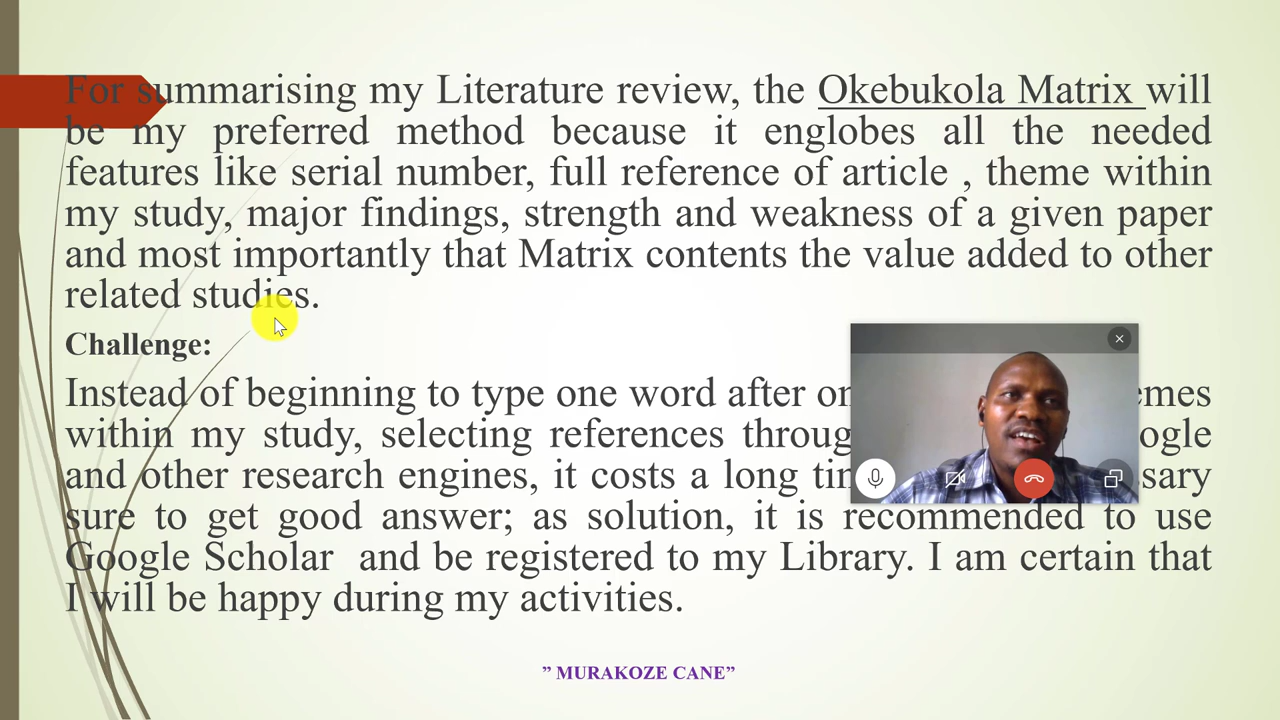 For summarising my Literature review, the Okebukola Matrix will
be my preferred method because it englobes all the needed
features like serial number, full reference of article , theme within
my study, major findings, strength and weakness of a given paper
and most importantly that Matrix contents the value added to other
related studies.
Challenge:
Instead of beginning to type one word after
within my study, selecting references
and other research engines, it costs a long
sure to get good answer; as solution, it is recommended to use
Google Scholar and be registered to my Library. I am certain that
I will be happy during my activities.
” MURAKOZE CANE”